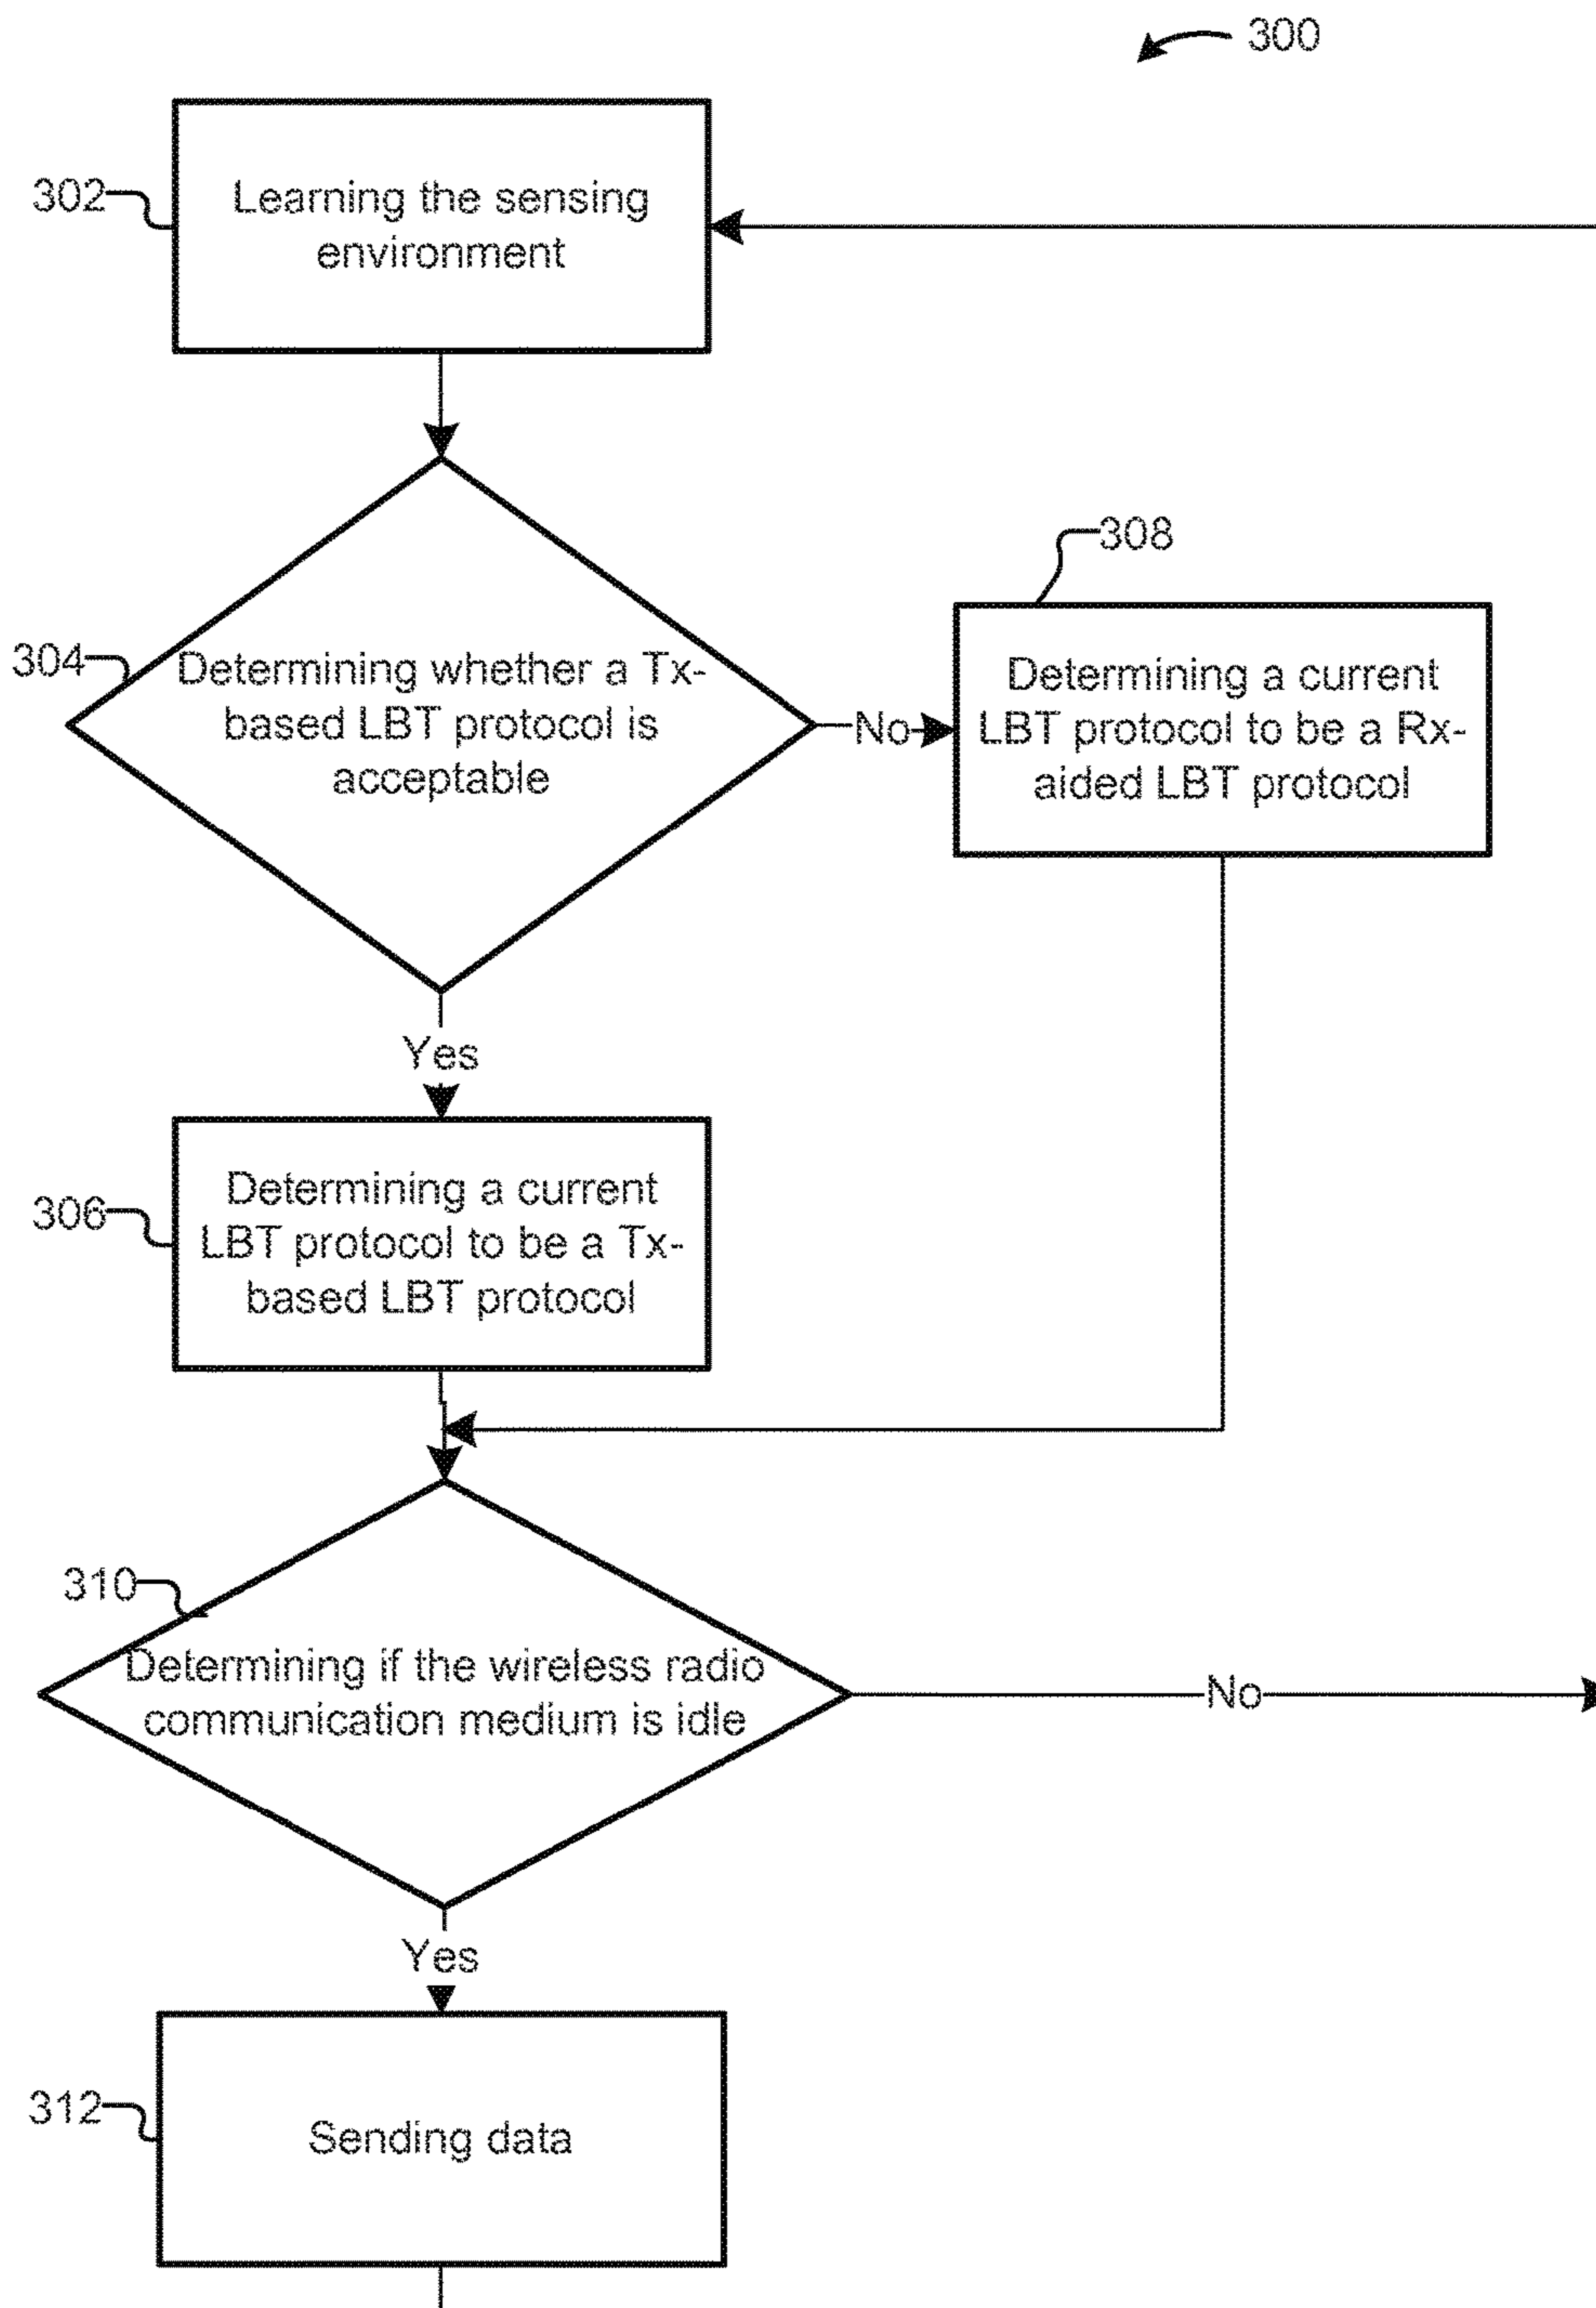 300
302
Learning the sensing
environment
304
Determining whether a Tx-
based LBT protocol is
acceptable
No
308
Determining a current
LBT protocol to be a Rx-
aided LBT protocol
Yes
306
Determining a current
LBT protocol to be a Tx-
based LBT protocol
310
Determining if the wireless radio
communication medium is idle
No
Yes
312
Sending data